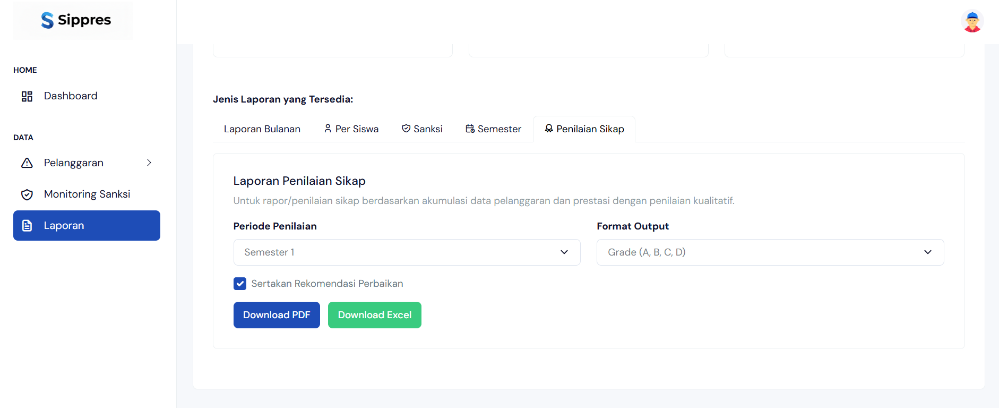 Sippres
HOME
Dashboard
DATA
Pelanggaran
Monitoring Sanksi
Laporan
Jenis Laporan yang Tersedia:
Laporan Bulanan Per Siswa Sanksi Semester Penilaian Sikap
Laporan Penilaian Sikap
Untuk rapor/penilaian sikap berdasarkan akumulasi data pelanggaran dan prestasi dengan penilaian kualitatif.
Periode Penilaian Format Output
Semester 1 Grade (A, B, C, D)
Sertakan Rekomendasi Perbaikan
Download PDF Download Excel